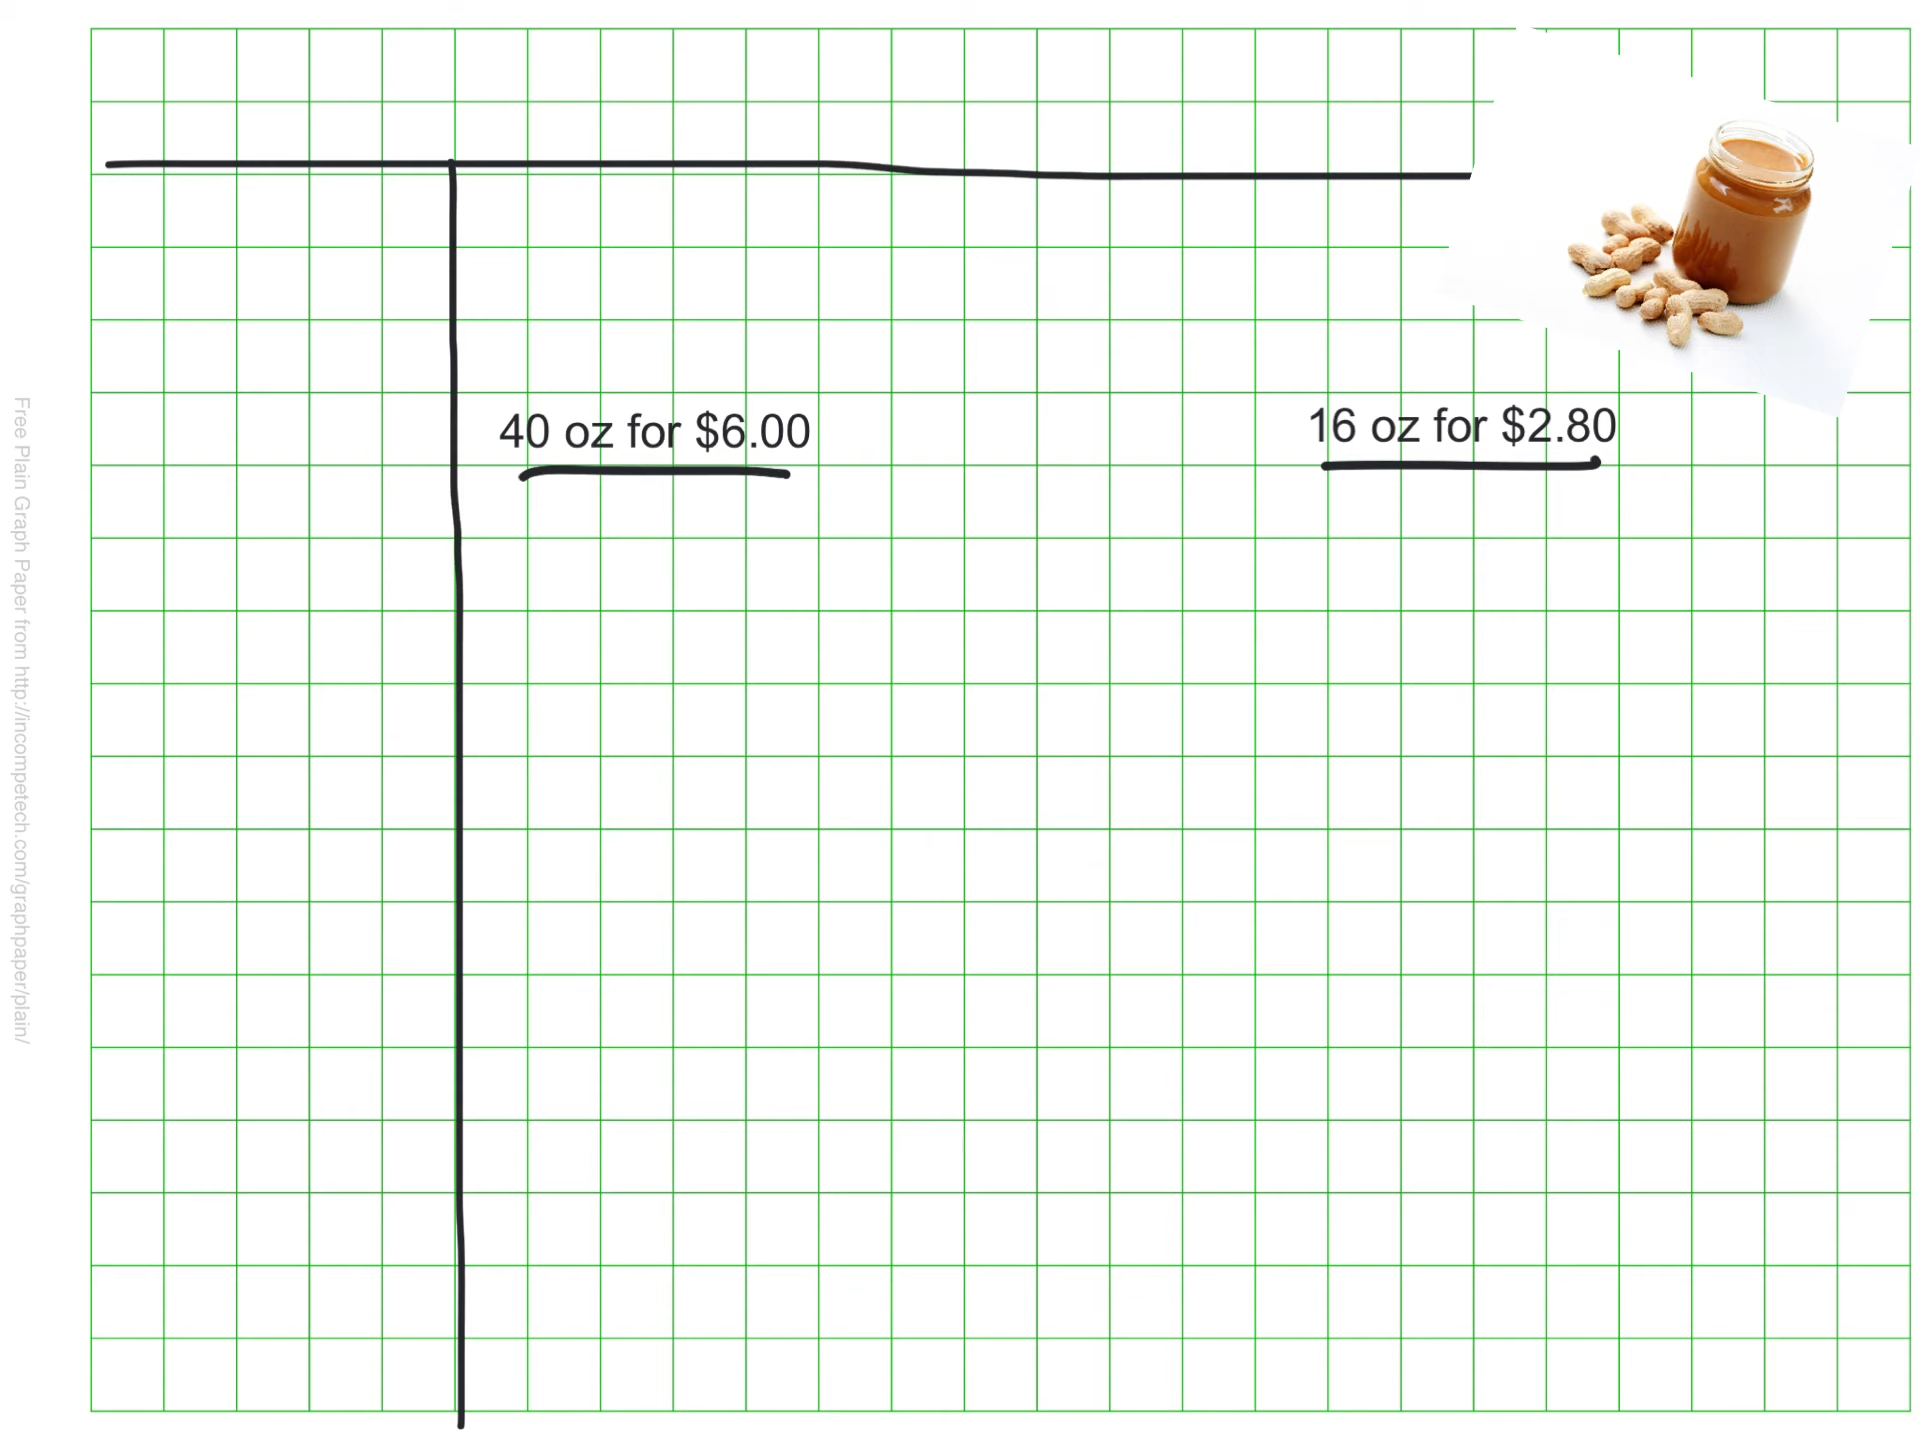 40 oz for $6.00
16 oz for $2.80
Free Plain Graph Paper from http://incompetech.com/graphpaper/plain/